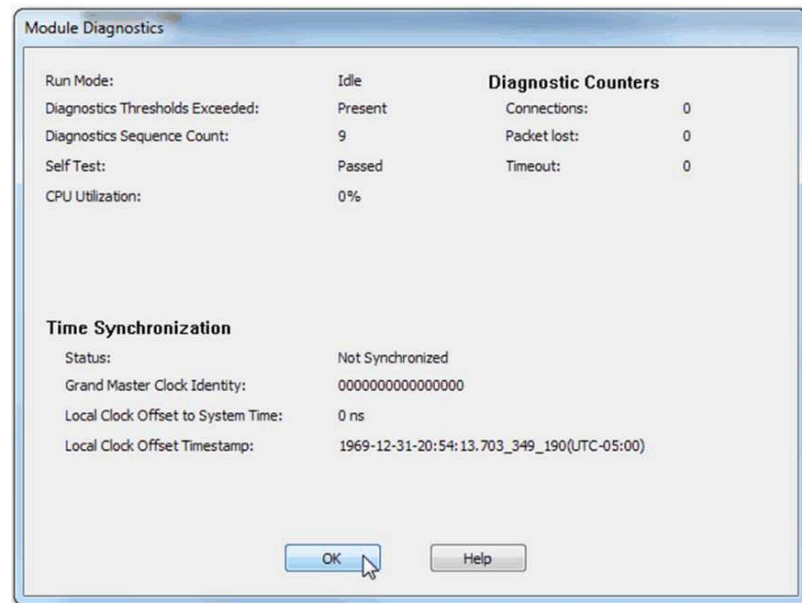 Module Diagnostics
Run Mode: Idle Diagnostic Counters
Diagnostics Thresholds Exceeded: Present Connections: 0
Diagnostics Sequence Count: 9 Packet lost: 0
Self Test: Passed Timeout: 0
CPU Utilization: 0%
Time Synchronization
Status: Not Synchronized
Grand Master Clock Identity: 0000000000000000
Local Clock Offset to System Time: 0 ns
Local Clock Offset Timestamp: 1969-12-31-20:54:13.703_349_190(UTC-05:00)
OK Help